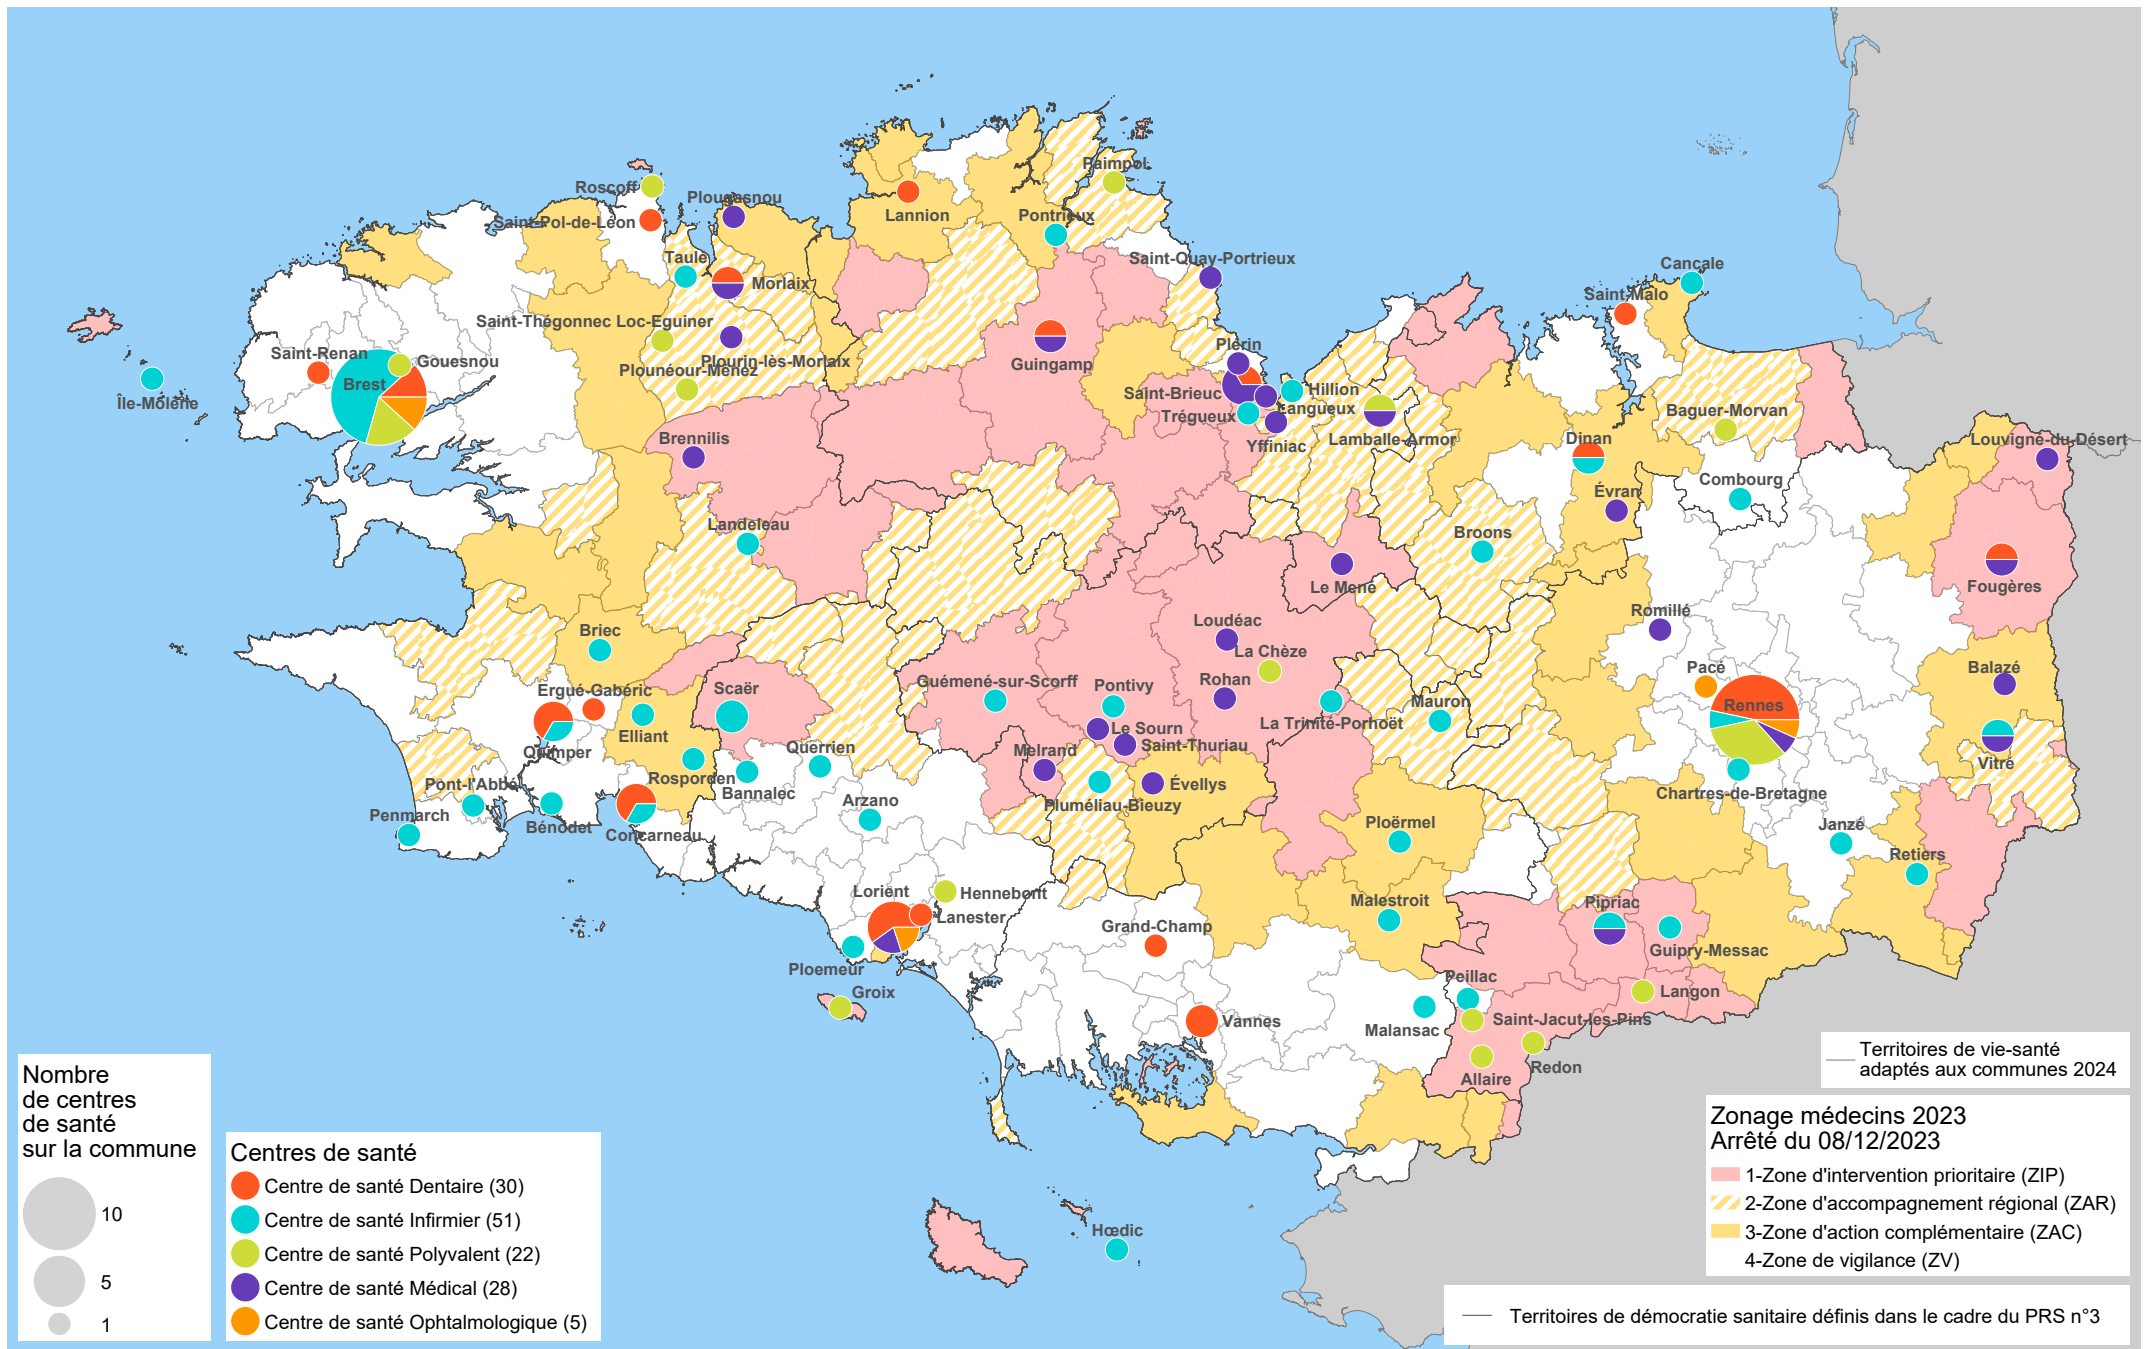 Paimpol
Roscoff
Plougasnou
Saint-Pol-de-Léon
Lannion
Pontrieux
Taulé
Saint-Quay-Portrieux
Cancale
Morlaix
Saint-Malo
Saint-Thégonnec Loc-Eguiner
Saint-Renan
Gouesnou
Plourin-lès-Morlaix
Plounéour-Ménez
Guingamp
Plérin
Brest
Île-Molène
Saint-Brieuc
Hillion
Langueux
Trégueux
Yffiniac
Lamballe-Armor
Baguer-Morvan
Dinan
Louvigné-du-Désert
Brennilis
Combourg
Évran
Landeleau
Broons
Le Mené
Fougères
Romillé
Briec
Loudéac
La Chèze
Pacé
Balazé
Ergué-Gabéric
Scaër
Guémené-sur-Scorff
Pontivy
Rohan
La Trinité-Porhoët
Mauron
Rennes
Elliant
Le Sourn
Quimper
Querrien
Melrand
Saint-Thuriau
Vitré
Rosporden
Bannalec
Pont-l'Abbé
Évellys
Pluméliau-Bieuzy
Chartres-de-Bretagne
Penmarch
Bénodet
Concarneau
Arzano
Ploërmel
Janzé
Retiers
Lorient
Hennebont
Lanester
Malestroit
Pipriac
Grand-Champ
Guipry-Messac
Ploemeur
Peillac
Groix
Langon
Vannes
Malansac
Saint-Jacut-les-Pins
Redon
Allaire
Hœdic
Nombre
de centres
de santé
sur la commune
10
5
1
Centres de santé
Centre de santé Dentaire (30)
Centre de santé Infirmier (51)
Centre de santé Polyvalent (22)
Centre de santé Médical (28)
Centre de santé Ophtalmologique (5)
Territoires de vie-santé
adaptés aux communes 2024
Zonage médecins 2023
Arrêté du 08/12/2023
1-Zone d'intervention prioritaire (ZIP)
2-Zone d'accompagnement régional (ZAR)
3-Zone d'action complémentaire (ZAC)
4-Zone de vigilance (ZV)
Territoires de démocratie sanitaire définis dans le cadre du PRS n°3